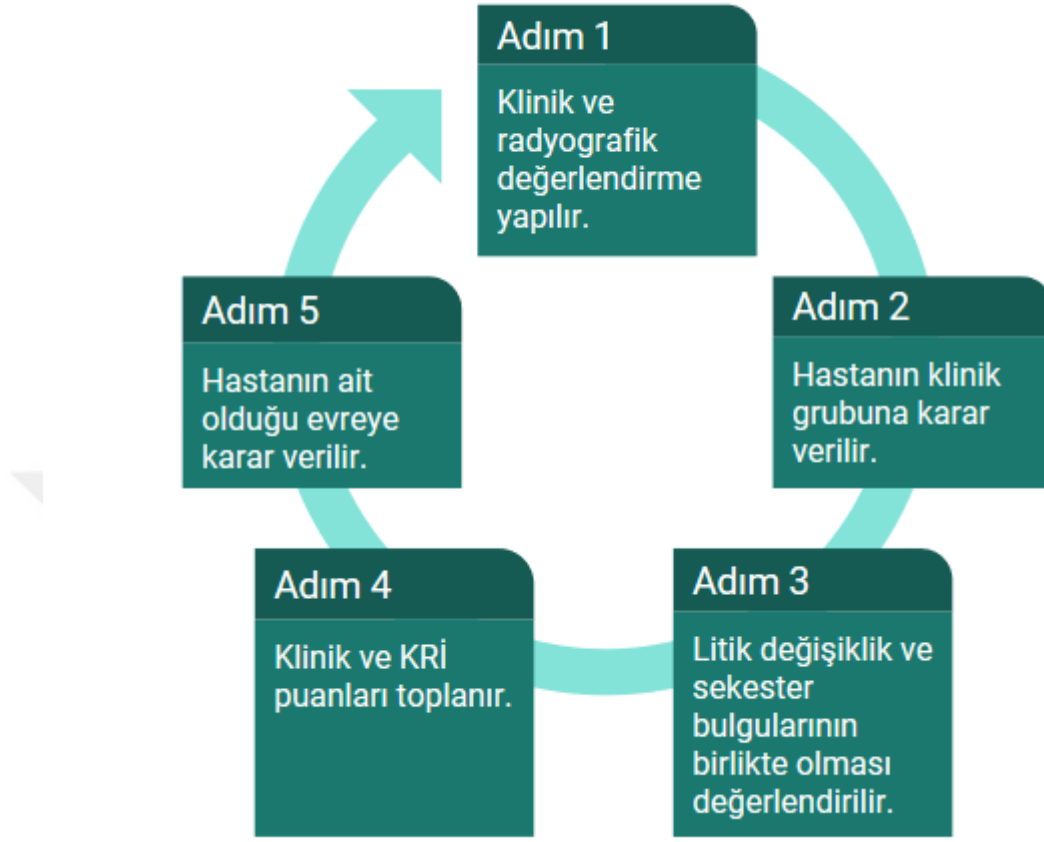 Adım 1
Klinik ve
radyografik
değerlendirme
yapılır.
Adım 2
Hastanın klinik
grubuna karar
verilir.
Adım 3
Litik değişiklik ve
sekester
bulgularının
birlikte olması
değerlendirilir.
Adım 4
Klinik ve KRİ
puanları toplanır.
Adım 5
Hastanın ait
olduğu evreye
karar verilir.